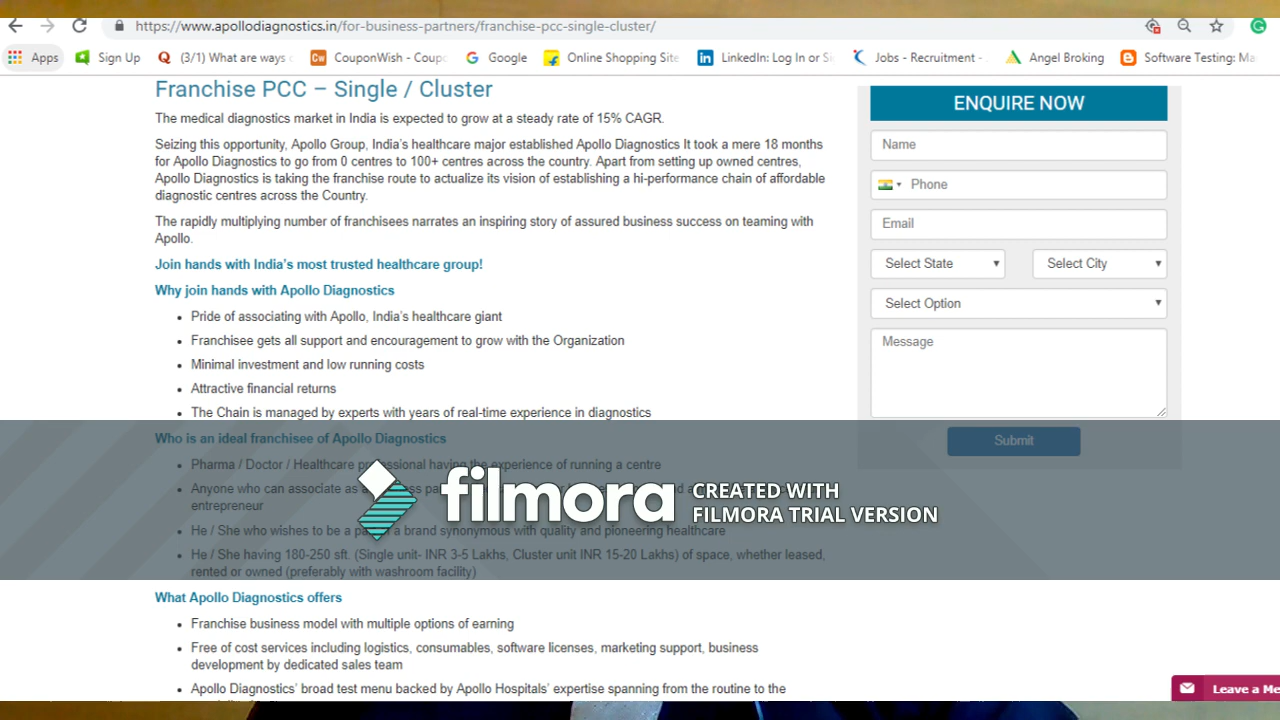 https://www.apollodiagnostics.in/for-business-partners/franchise-pcc-single-cluster/
Apps Sign Up (3/1) What are ways CouponWish - Coup Google Online Shopping Site LinkedIn: Log In or Si Jobs - Recruitment - Angel Broking Software Testing: Ma
Franchise PCC – Single / Cluster
The medical diagnostics market in India is expected to grow at a steady rate of 15% CAGR.
Seizing this opportunity, Apollo Group, India's healthcare major established Apollo Diagnostics It took a mere 18 months
for Apollo Diagnostics to go from 0 centres to 100+ centres across the country. Apart from setting up owned centres,
Apollo Diagnostics is taking the franchise route to actualize its vision of establishing a hi-performance chain of affordable
diagnostic centres across the Country.
The rapidly multiplying number of franchisees narrates an inspiring story of assured business success on teaming with
Apollo.
Join hands with India's most trusted healthcare group!
Why join hands with Apollo Diagnostics
Pride of associating with Apollo, India's healthcare giant
Franchisee gets all support and encouragement to grow with the Organization
Minimal investment and low running costs
Attractive financial returns
The Chain is managed by experts with years of real-time experience in diagnostics
Who is an ideal franchisee of Apollo Diagnostics
Pharma / Doctor / Healthcare professional having the experience of running a centre
Anyone who can associate as a
entrepreneur
He / She who wishes to be a a brand synonymous with quality and pioneering healthcare
He / She having 180-250 sft. (Single unit- INR 3-5 Lakhs, Cluster unit INR 15-20 Lakhs) of space, whether leased,
rented or owned (preferably with washroom facility)
What Apollo Diagnostics offers
Franchise business model with multiple options of earning
Free of cost services including logistics, consumables, software licenses, marketing support, business
development by dedicated sales team
Apollo Diagnostics' broad test menu backed by Apollo Hospitals' expertise spanning from the routine to the
ENQUIRE NOW
Name
Phone
Email
Select State Select City
Select Option
Message
Submit
filmora
CREATED WITH
FILMORA TRIAL VERSION
Leave a Me